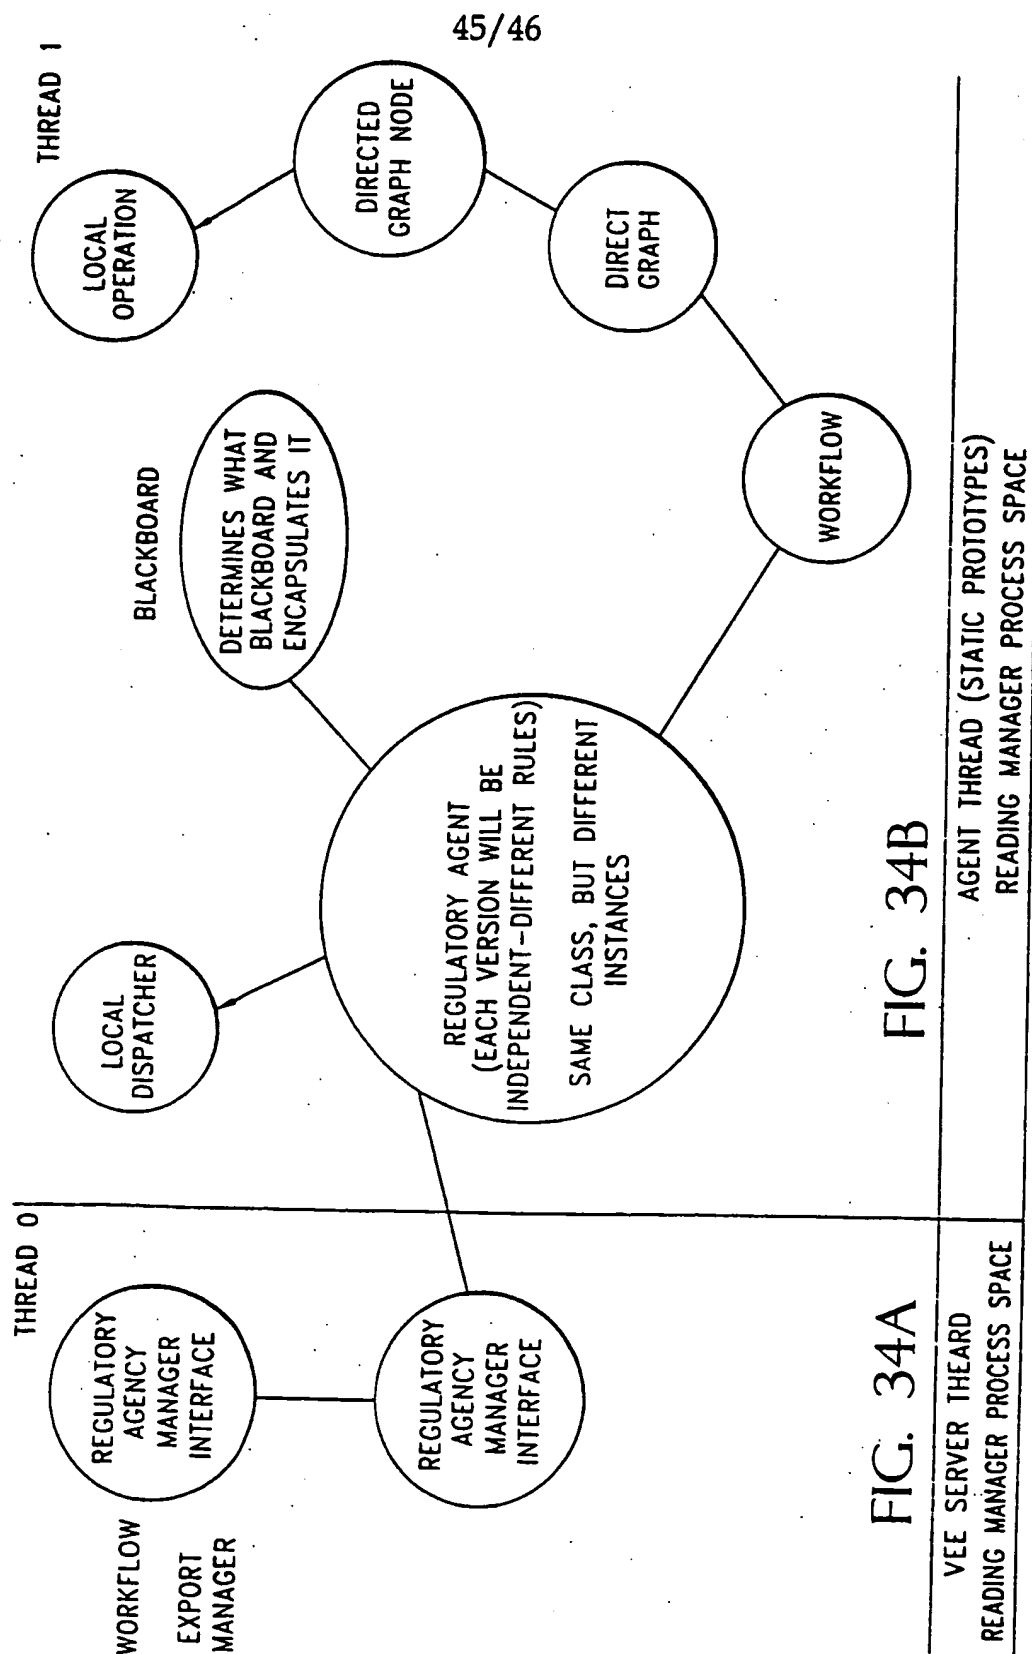 45/46
THREAD 0
THREAD 1
WORKFLOW
EXPORT
MANAGER
REGULATORY
AGENCY
MANAGER
INTERFACE
REGULATORY
AGENCY
MANAGER
INTERFACE
LOCAL
DISPATCHER
REGULATORY AGENT
(EACH VERSION WILL BE
INDEPENDENT-DIFFERENT RULES)
SAME CLASS, BUT DIFFERENT
INSTANCES
BLACKBOARD
DETERMINES WHAT
BLACKBOARD AND
ENCAPSULATES IT
LOCAL
OPERATION
DIRECTED
GRAPH NODE
DIRECT
GRAPH
WORKFLOW
FIG. 34A
FIG. 34B
VEE SERVER THEARD
READING MANAGER PROCESS SPACE
AGENT THREAD (STATIC PROTOTYPES)
READING MANAGER PROCESS SPACE